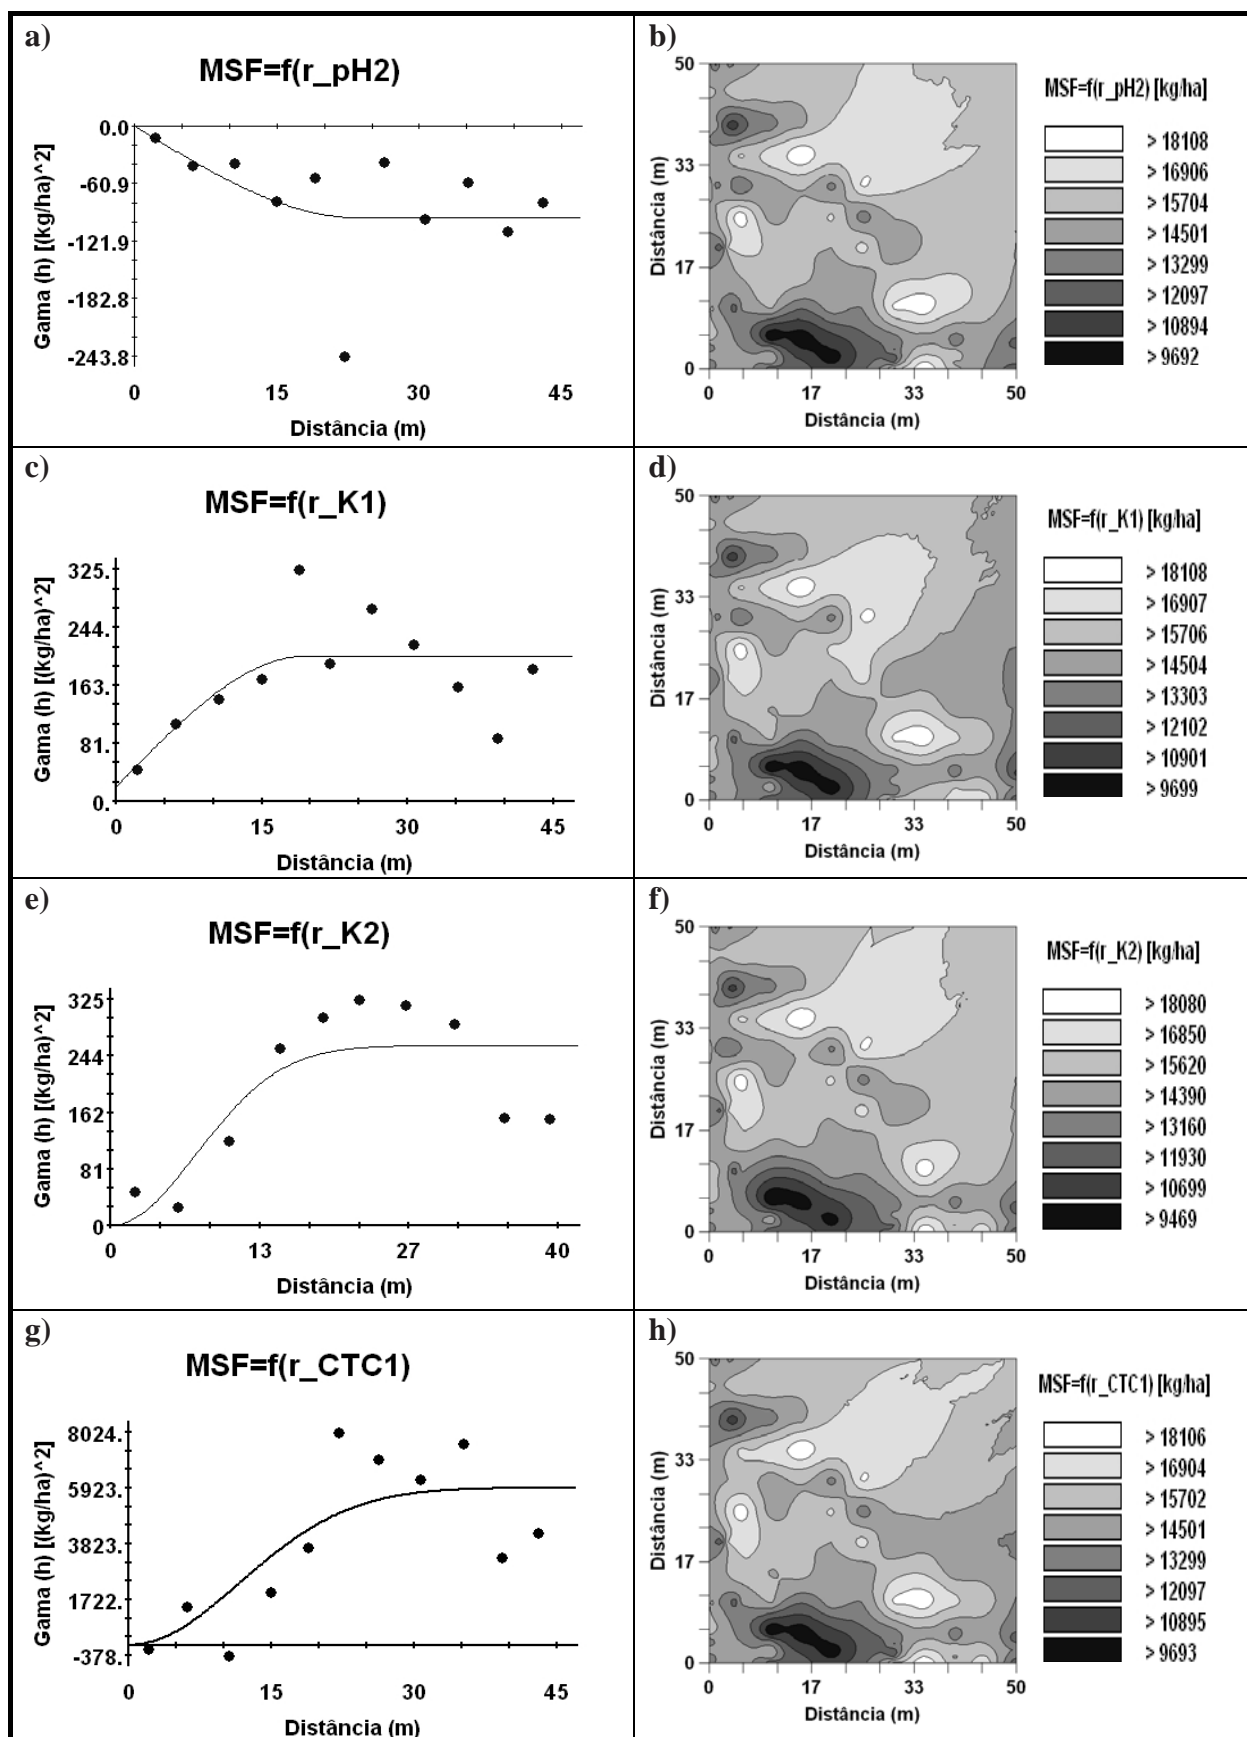 a)
MSF=f(r_pH2)
0.0
-60.9
-121.9
-182.8
-243.8
Gama (h) [(kg/ha)^2]
0 15 30 45
Distância (m)
b)
50
33
17
0
Distância (m)
0 17 33 50
Distância (m)
MSF=f(r_pH2) [kg/ha]
> 18108
> 16906
> 15704
> 14501
> 13299
> 12097
> 10894
> 9692
c)
MSF=f(r_K1)
325.
244.
163.
81.
0.
Gama (h) [(kg/ha)^2]
0 15 30 45
Distância (m)
d)
50
33
17
0
Distância (m)
0 17 33 50
Distância (m)
MSF=f(r_K1) [kg/ha]
> 18108
> 16907
> 15706
> 14504
> 13303
> 12102
> 10901
> 9699
e)
MSF=f(r_K2)
325
244
162
81
0
Gama (h) [(kg/ha)^2]
0 13 27 40
Distância (m)
f)
50
33
17
0
Distância (m)
0 17 33 50
Distância (m)
MSF=f(r_K2) [kg/ha]
> 18080
> 16850
> 15620
> 14390
> 13160
> 11930
> 10699
> 9469
g)
MSF=f(r_CTC1)
8024.
5923.
3823.
1722.
-378.
Gama (h) [(kg/ha)^2]
0 15 30 45
Distância (m)
h)
50
33
17
0
Distância (m)
0 17 33 50
Distância (m)
MSF=f(r_CTC1) [kg/ha]
> 18106
> 16904
> 15702
> 14501
> 13299
> 12097
> 10895
> 9693